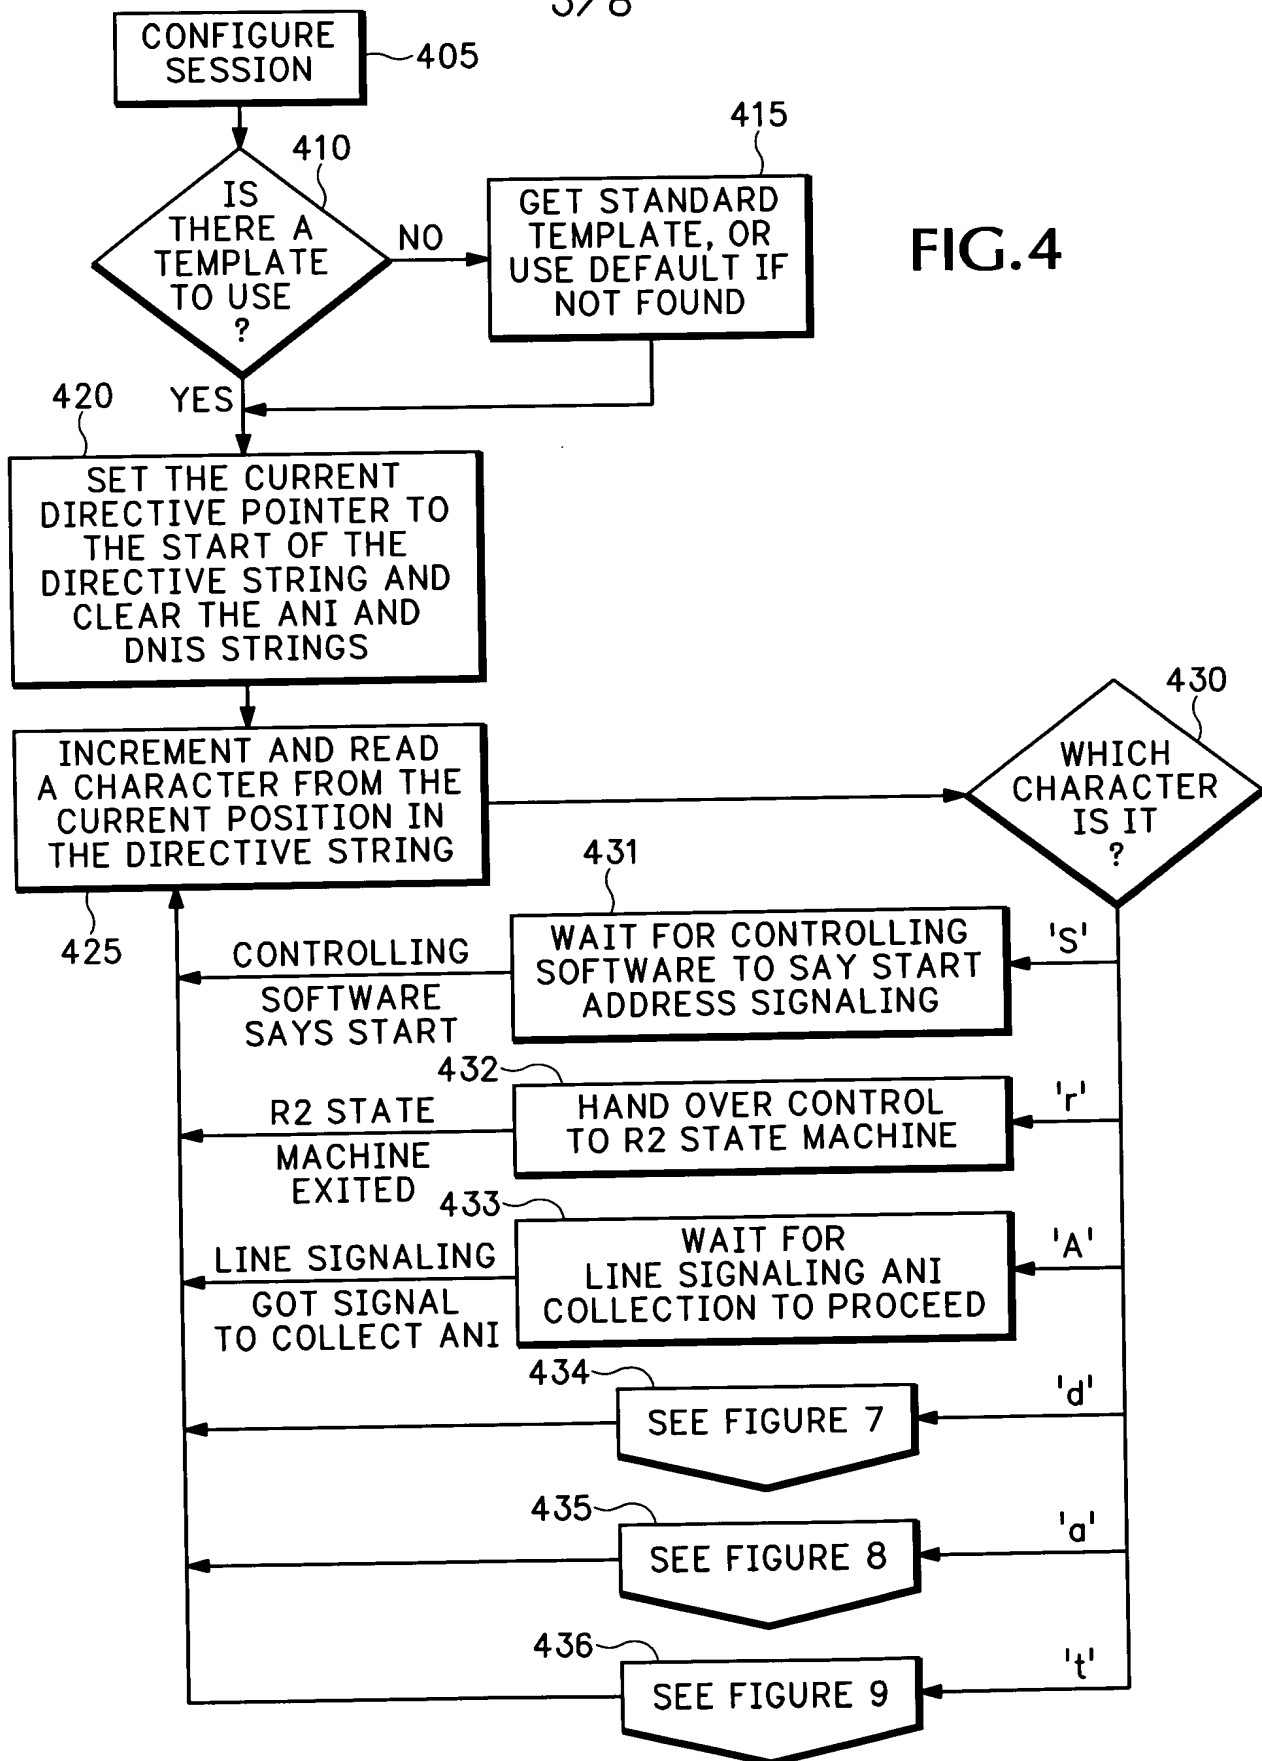 3/8
CONFIGURE
SESSION
405
410
IS
THERE A
TEMPLATE
TO USE
?
NO
415
GET STANDARD
TEMPLATE, OR
USE DEFAULT IF
NOT FOUND
FIG.4
YES
420
SET THE CURRENT
DIRECTIVE POINTER TO
THE START OF THE
DIRECTIVE STRING AND
CLEAR THE ANI AND
DNIS STRINGS
INCREMENT AND READ
A CHARACTER FROM THE
CURRENT POSITION IN
THE DIRECTIVE STRING
425
430
WHICH
CHARACTER
IS IT
?
'S'
431
WAIT FOR CONTROLLING
SOFTWARE TO SAY START
ADDRESS SIGNALING
CONTROLLING
SOFTWARE
SAYS START
'r'
432
HAND OVER CONTROL
TO R2 STATE MACHINE
R2 STATE
MACHINE
EXITED
'A'
433
WAIT FOR
LINE SIGNALING ANI
COLLECTION TO PROCEED
LINE SIGNALING
GOT SIGNAL
TO COLLECT ANI
'd'
434
SEE FIGURE 7
'a'
435
SEE FIGURE 8
't'
436
SEE FIGURE 9